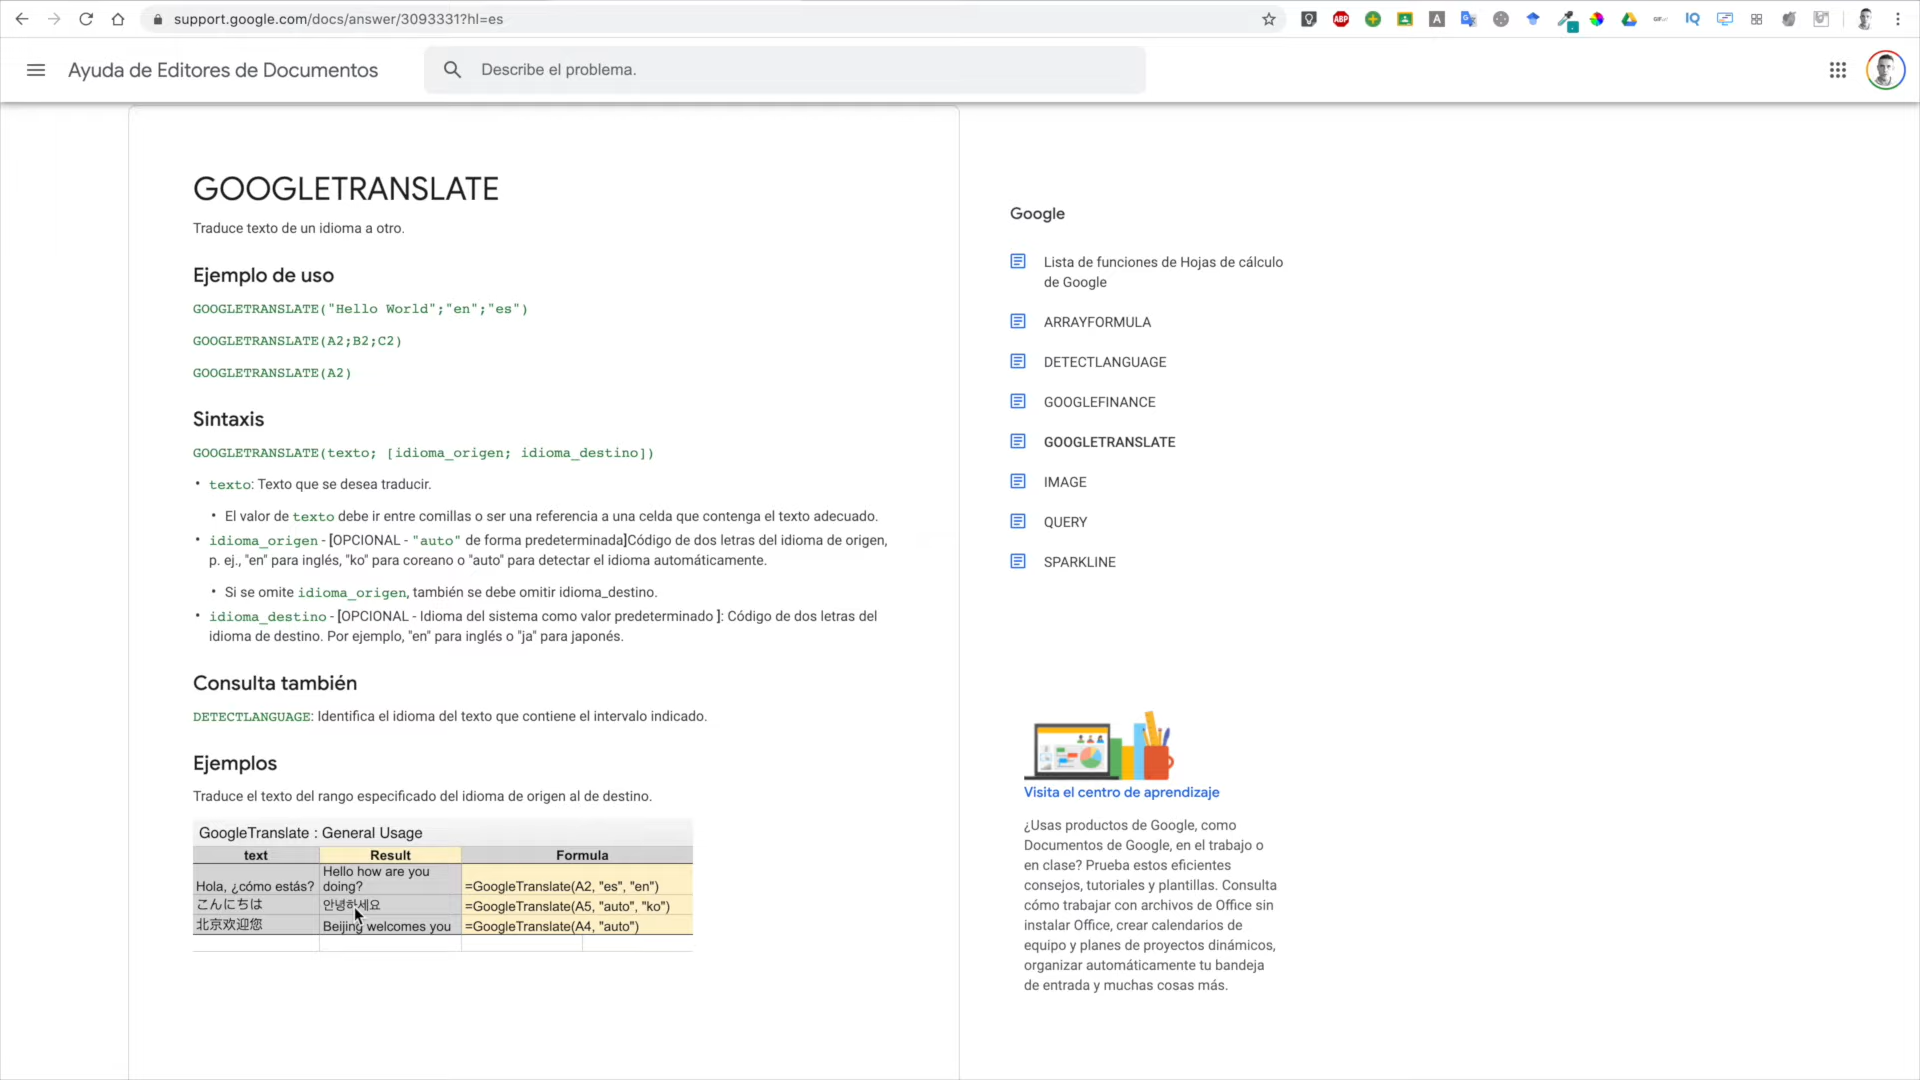 support.google.com/docs/answer/3093331?hl=es
Ayuda de Editores de Documentos
Describe el problema.
GOOGLETRANSLATE
Traduce texto de un idioma a otro.
Ejemplo de uso
GOOGLETRANSLATE("Hello World";"en";"es")
GOOGLETRANSLATE(A2;B2;C2)
GOOGLETRANSLATE(A2)
Sintaxis
GOOGLETRANSLATE(texto; [idioma_origen; idioma_destino])
• texto: Texto que se desea traducir.
• El valor de texto debe ir entre comillas o ser una referencia a una celda que contenga el texto adecuado.
• idioma_origen - [OPCIONAL - "auto" de forma predeterminada]Código de dos letras del idioma de origen,
p. ej., "en" para inglés, "ko" para coreano o "auto" para detectar el idioma automáticamente.
• Si se omite idioma_origen, también se debe omitir idioma_destino.
• idioma_destino - [OPCIONAL - Idioma del sistema como valor predeterminado ]: Código de dos letras del
idioma de destino. Por ejemplo, "en" para inglés o "ja" para japonés.
Consulta también
DETECTLANGUAGE: Identifica el idioma del texto que contiene el intervalo indicado.
Ejemplos
Traduce el texto del rango especificado del idioma de origen al de destino.
GoogleTranslate : General Usage
text Result Formula
Hola, ¿cómo estás? Hello how are you doing? =GoogleTranslate(A2, "es", "en")
こんにちは 안녕하세요 =GoogleTranslate(A5, "auto", "ko")
北京欢迎您 Beijing welcomes you =GoogleTranslate(A4, "auto")
Google
Lista de funciones de Hojas de cálculo
de Google
ARRAYFORMULA
DETECTLANGUAGE
GOOGLEFINANCE
GOOGLETRANSLATE
IMAGE
QUERY
SPARKLINE
Visita el centro de aprendizaje
¿Usas productos de Google, como
Documentos de Google, en el trabajo o
en clase? Prueba estos eficientes
consejos, tutoriales y plantillas. Consulta
cómo trabajar con archivos de Office sin
instalar Office, crear calendarios de
equipo y planes de proyectos dinámicos,
organizar automáticamente tu bandeja
de entrada y muchas cosas más.